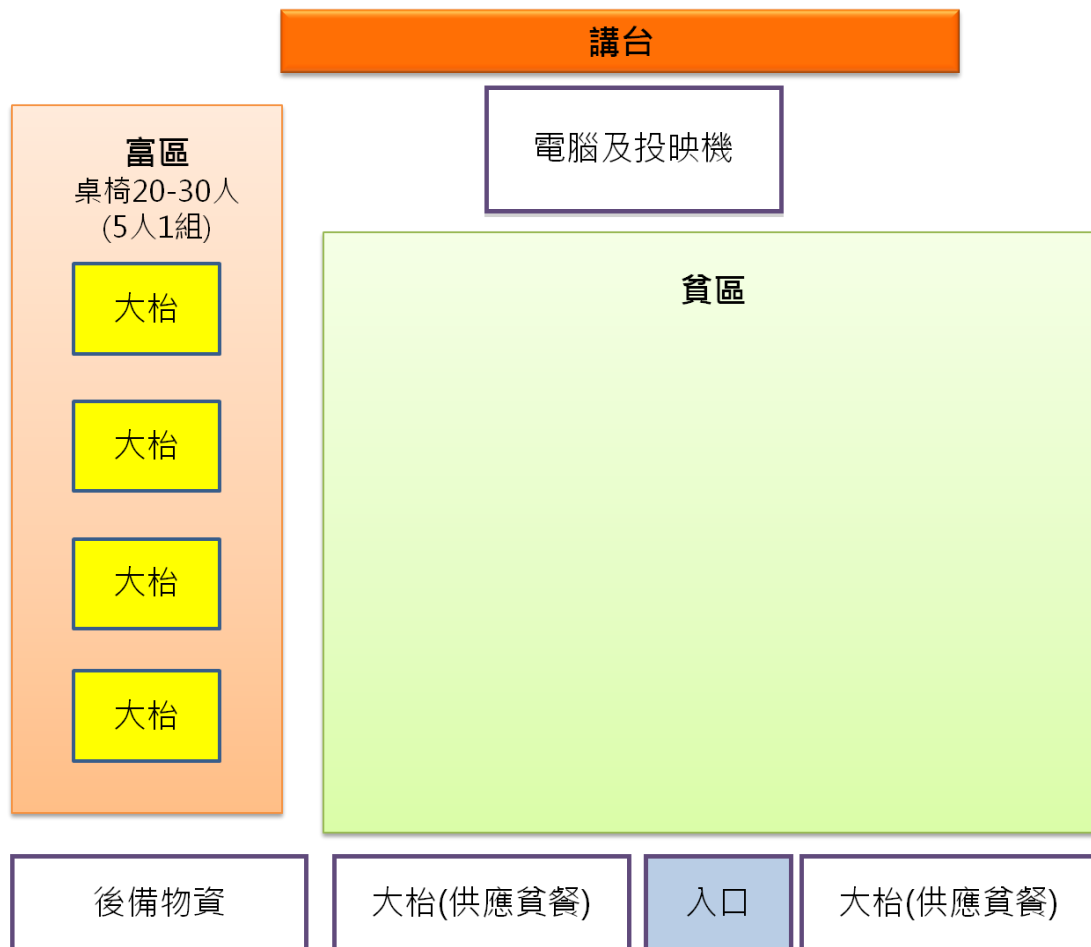 講台
電腦及投映機
富區
桌椅20-30人
(5人1組)
大枱
大枱
大枱
大枱
貧區
後備物資
大枱(供應貧餐)
入口
大枱(供應貧餐)